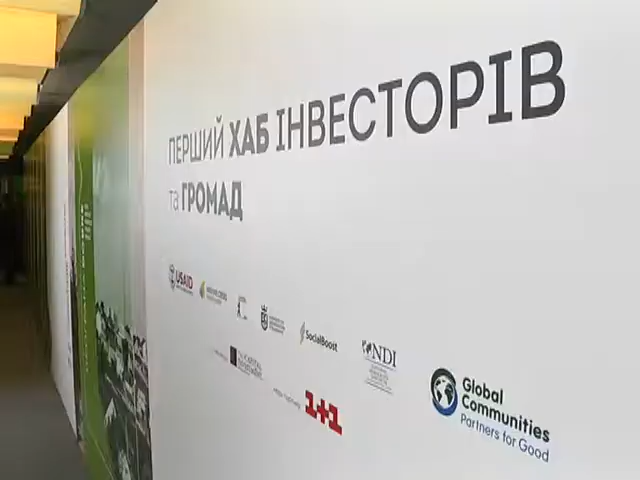 ПЕРШИЙ ХАБ ІНВЕСТОРІВ
та ГРОМАД
USAID
SocialBoost
NDI
1+1
Global
Communities
Partners for Good